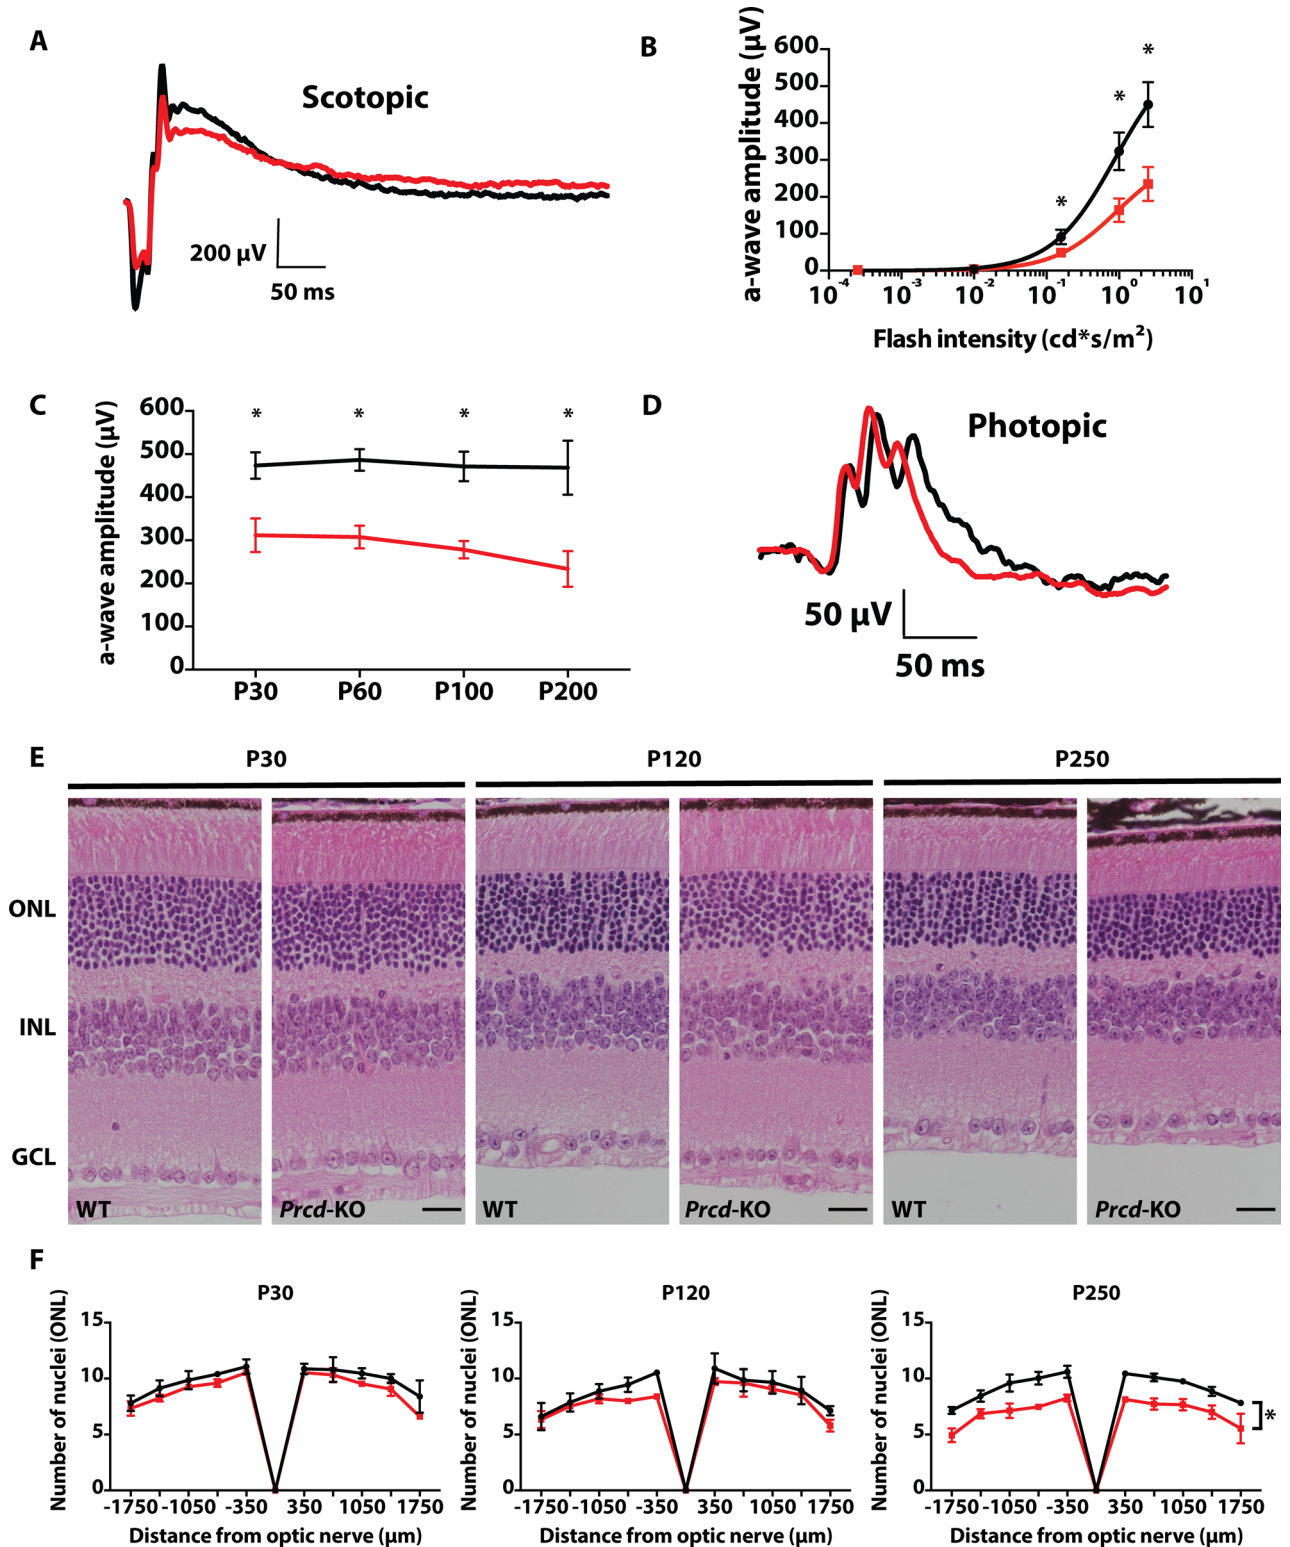 A
Scotopic
200 µV
50 ms
B
a-wave amplitude (µV)
600
500
400
300
200
100
0
* * *
10⁻⁴ 10⁻³ 10⁻² 10⁻¹ 10⁰ 10¹
Flash intensity (cd*s/m²)
C
a-wave amplitude (µV)
600
500
400
300
200
100
0
* * * *
P30 P60 P100 P200
D
Photopic
50 µV
50 ms
E
P30 P120 P250
ONL
INL
GCL
WT Prcd-KO WT Prcd-KO WT Prcd-KO
F
P30
Number of nuclei (ONL)
15
10
5
0
-1750 -1050 -350 350 1050 1750
Distance from optic nerve (µm)
P120
Number of nuclei (ONL)
15
10
5
0
-1750 -1050 -350 350 1050 1750
Distance from optic nerve (µm)
P250
Number of nuclei (ONL)
15
10
5
0
*
-1750 -1050 -350 350 1050 1750
Distance from optic nerve (µm)